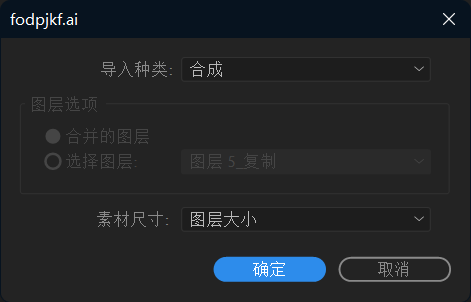 fodpjkf.ai
导入种类: 合成
图层选项
合并的图层
选择图层: 图层 5_复制
素材尺寸: 图层大小
确定 取消